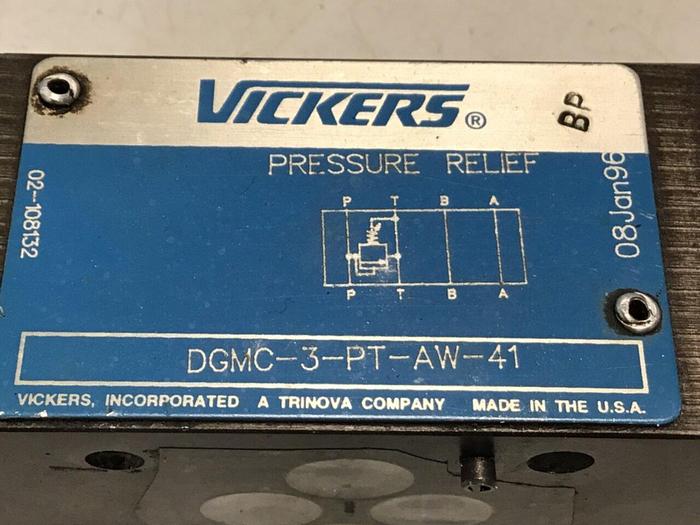 VICKERS®
BP
PRESSURE RELIEF
02-108132
08Jan96
P T B A
P T B A
DGMC-3-PT-AW-41
VICKERS, INCORPORATED A TRINOVA COMPANY MADE IN THE U.S.A.